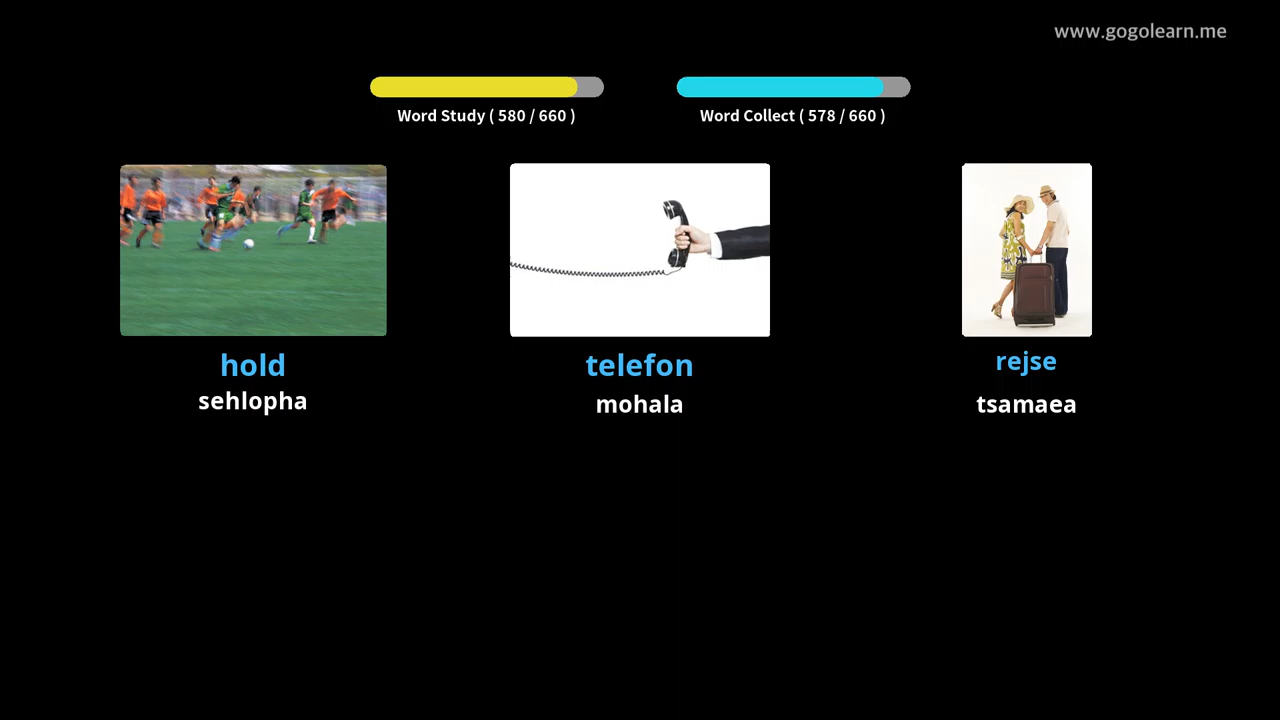 www.gogolearn.me
Word Study ( 580 / 660 )
Word Collect ( 578 / 660 )
hold
sehlopha
telefon
mohala
rejse
tsamaea